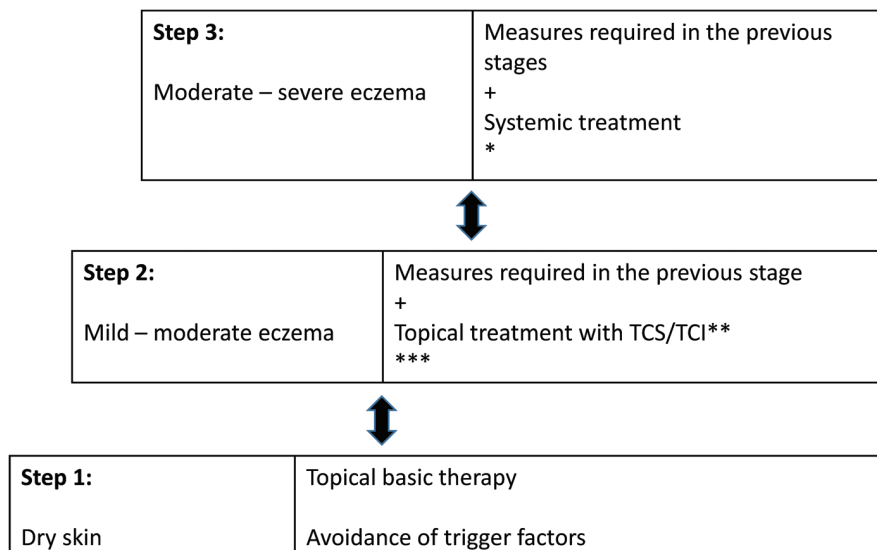 Step 3:
Moderate – severe eczema
Measures required in the previous
stages
+
Systemic treatment
*
Step 2:
Mild – moderate eczema
Measures required in the previous stage
+
Topical treatment with TCS/TCI**
***
Step 1:
Dry skin
Topical basic therapy
Avoidance of trigger factors